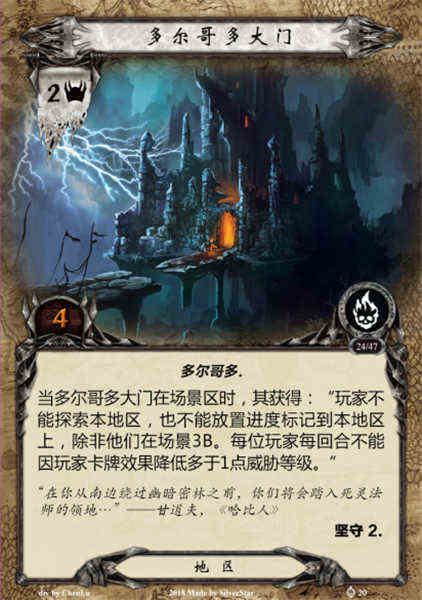 多尔哥多大门
2
4
24/47
多尔哥多.
当多尔哥多大门在场景区时，其获得：“玩家不
能探索本地区，也不能放置进度标记到本地区
上，除非他们在场景3B。每位玩家每回合不能
因玩家卡牌效果降低多于1点威胁等级。”
“在你从南边绕过幽暗密林之前，你们将会踏入死灵法
师的领地…”——甘道夫，《哈比人》
坚守 2.
地区
diy by ChenLu
2018 Made by SilverStar
20